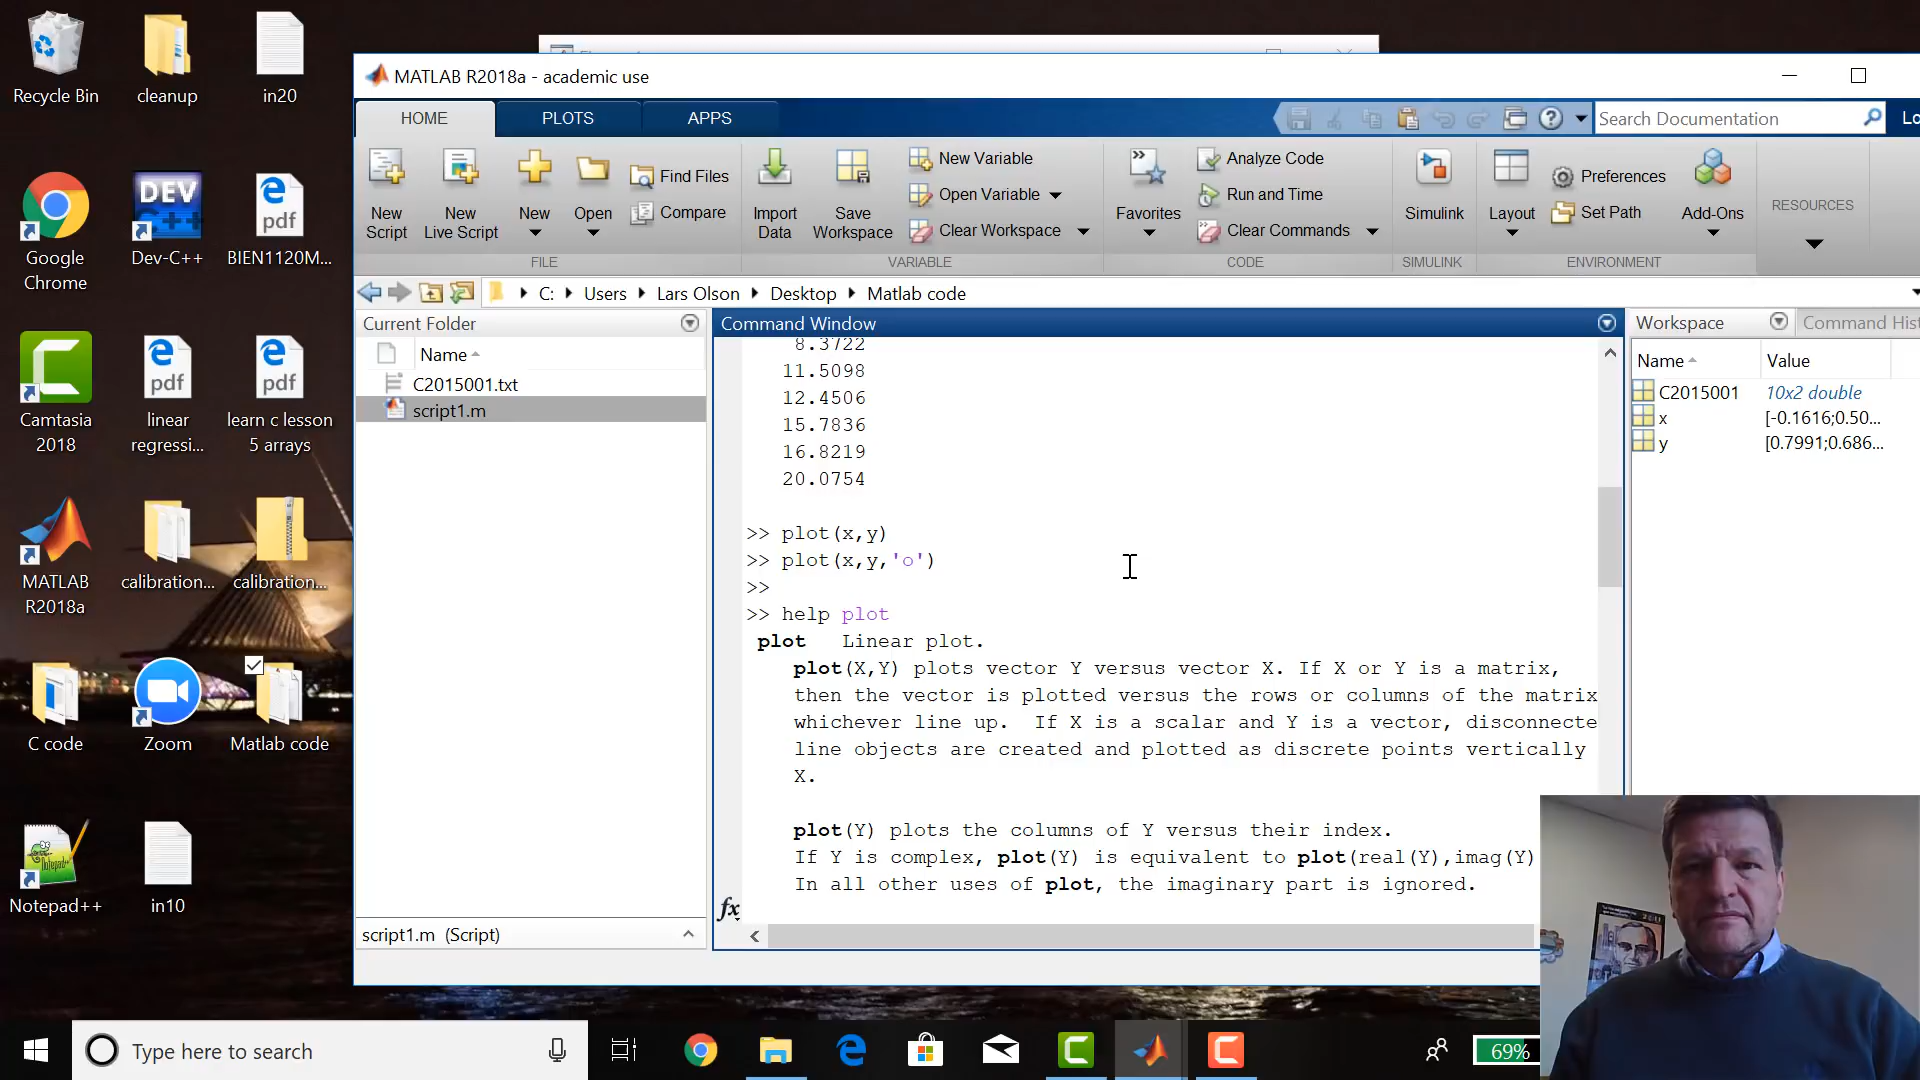 Recycle Bin
cleanup
in20
Google Chrome
DEV C++
Dev-C++
pdf
BIEN1120M...
Camtasia 2018
pdf
linear regressi...
pdf
learn c lesson 5 arrays
MATLAB R2018a
calibration...
calibration...
C code
Zoom
Matlab code
Notepad++
in10
MATLAB R2018a - academic use
HOME
PLOTS
APPS
Search Documentation
Lo
New Script
New Live Script
New
Open
Find Files
Compare
FILE
Import Data
Save Workspace
New Variable
Open Variable
Clear Workspace
VARIABLE
Favorites
Analyze Code
Run and Time
Clear Commands
CODE
Simulink
SIMULINK
Layout
Preferences
Set Path
Add-Ons
ENVIRONMENT
RESOURCES
C: Users Lars Olson Desktop Matlab code
Current Folder
Name
C2015001.txt
script1.m
script1.m (Script)
Command Window
8.3722
11.5098
12.4506
15.7836
16.8219
20.0754
>> plot(x,y)
>> plot(x,y,'o')
>>
>> help plot
plot Linear plot.
plot(X,Y) plots vector Y versus vector X. If X or Y is a matrix,
then the vector is plotted versus the rows or columns of the matrix
whichever line up. If X is a scalar and Y is a vector, disconnecte
line objects are created and plotted as discrete points vertically
X.
plot(Y) plots the columns of Y versus their index.
If Y is complex, plot(Y) is equivalent to plot(real(Y),imag(Y)
In all other uses of plot, the imaginary part is ignored.
fx
Workspace
Command Hist
Name
Value
C2015001 10x2 double
x [-0.1616;0.50...
y [0.7991;0.686...
Type here to search
69%